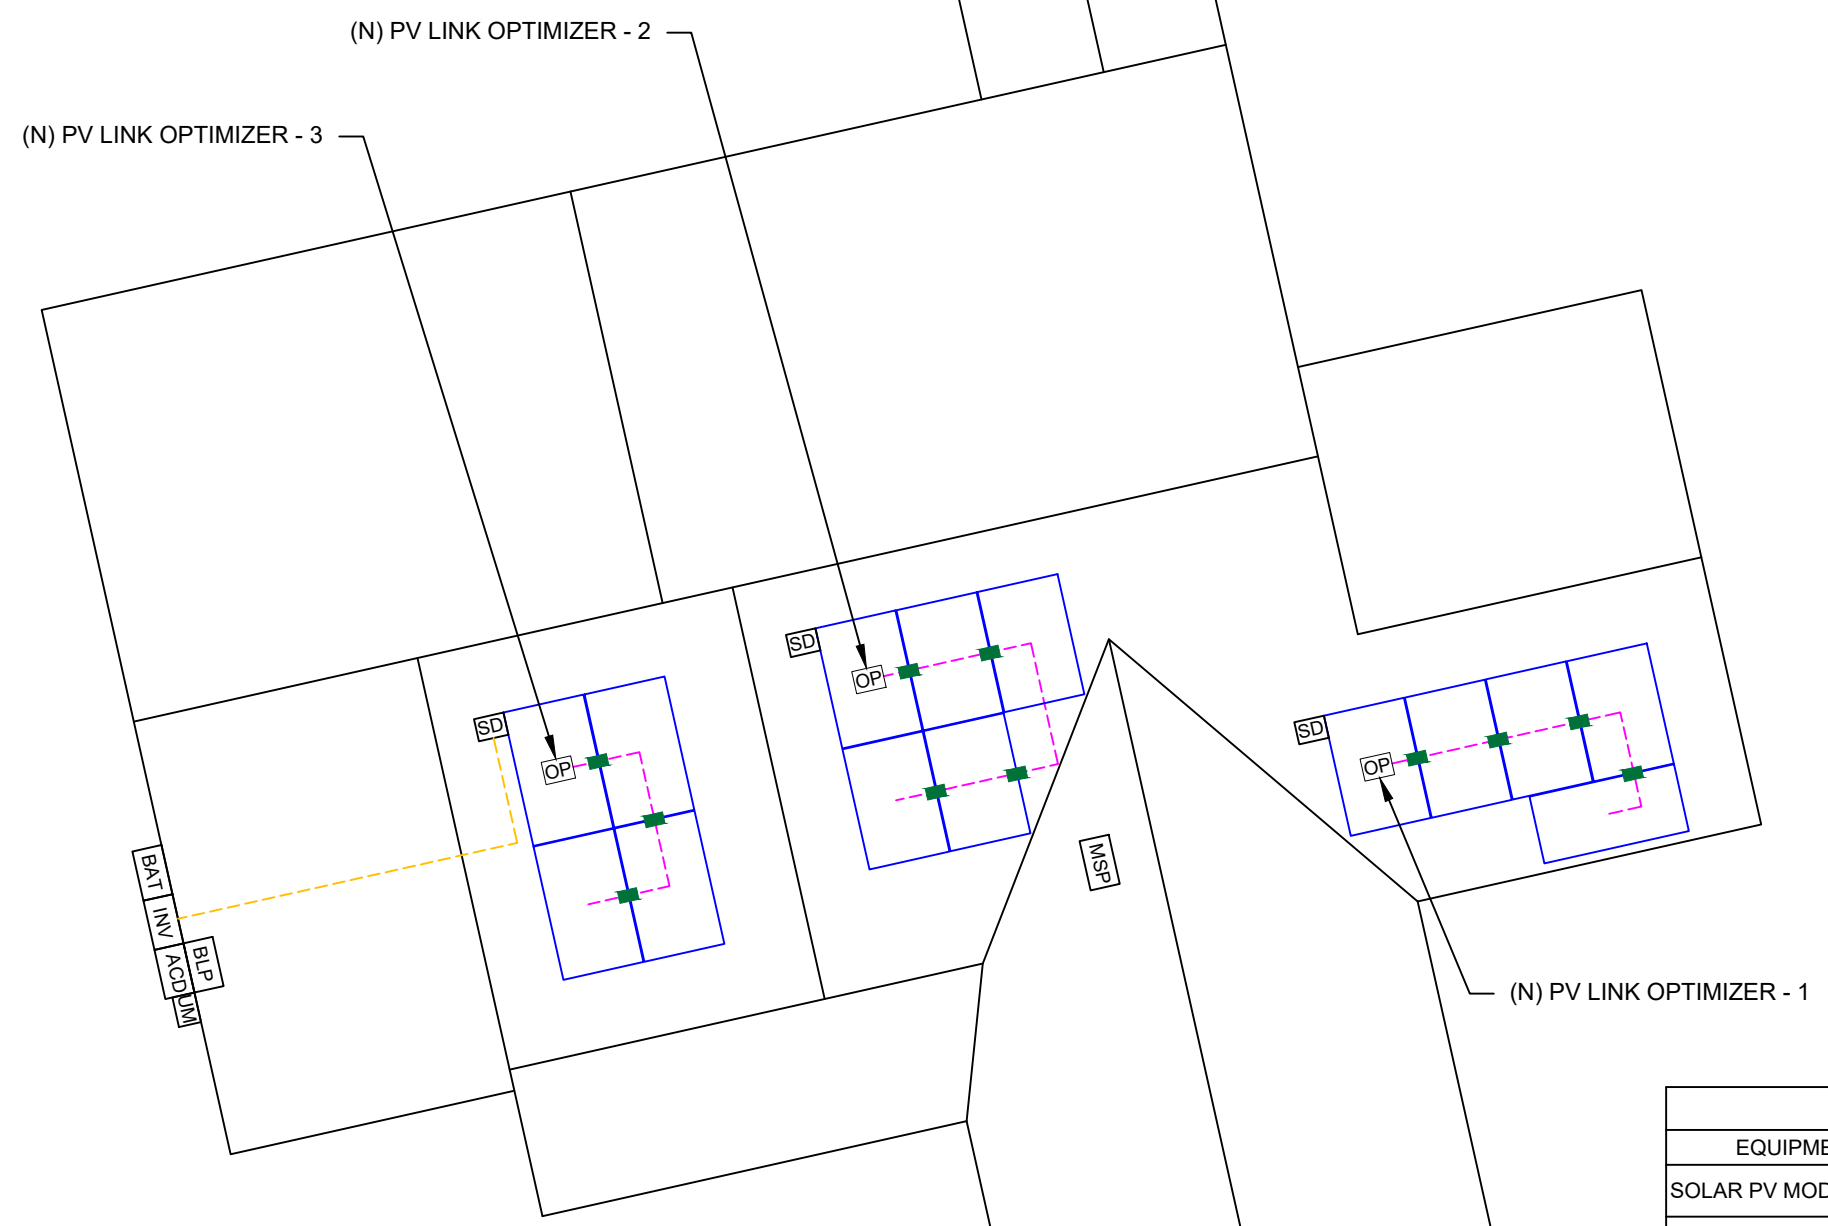 (N) PV LINK OPTIMIZER - 2
(N) PV LINK OPTIMIZER - 3
SD
OP
SD
OP
SD
OP
MSP
BAT
INV
ACD
BLP
UM
(N) PV LINK OPTIMIZER - 1
EQUIPME
SOLAR PV MOD